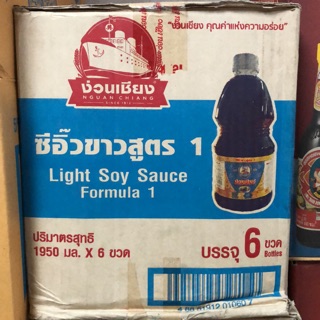 "ง่วนเชียง คุณค่าแห่งความอร่อย"
ง่วนเชียง
NGUAN CHIANG
SINCE 1913
ซีอิ๊วขาวสูตร 1
Light Soy Sauce
Formula 1
ปริมาตรสุทธิ
1950 มล. X 6 ขวด
บรรจุ 6 ขวด
Bottles